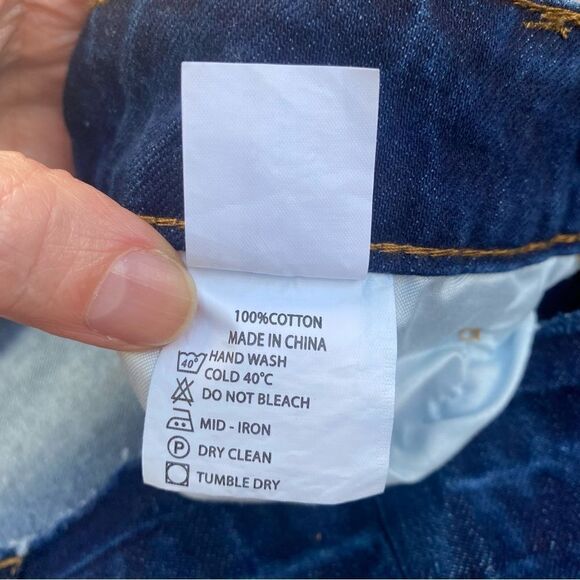 100%COTTON
MADE IN CHINA
40° HAND WASH
COLD 40°C
DO NOT BLEACH
MID - IRON
P DRY CLEAN
TUMBLE DRY